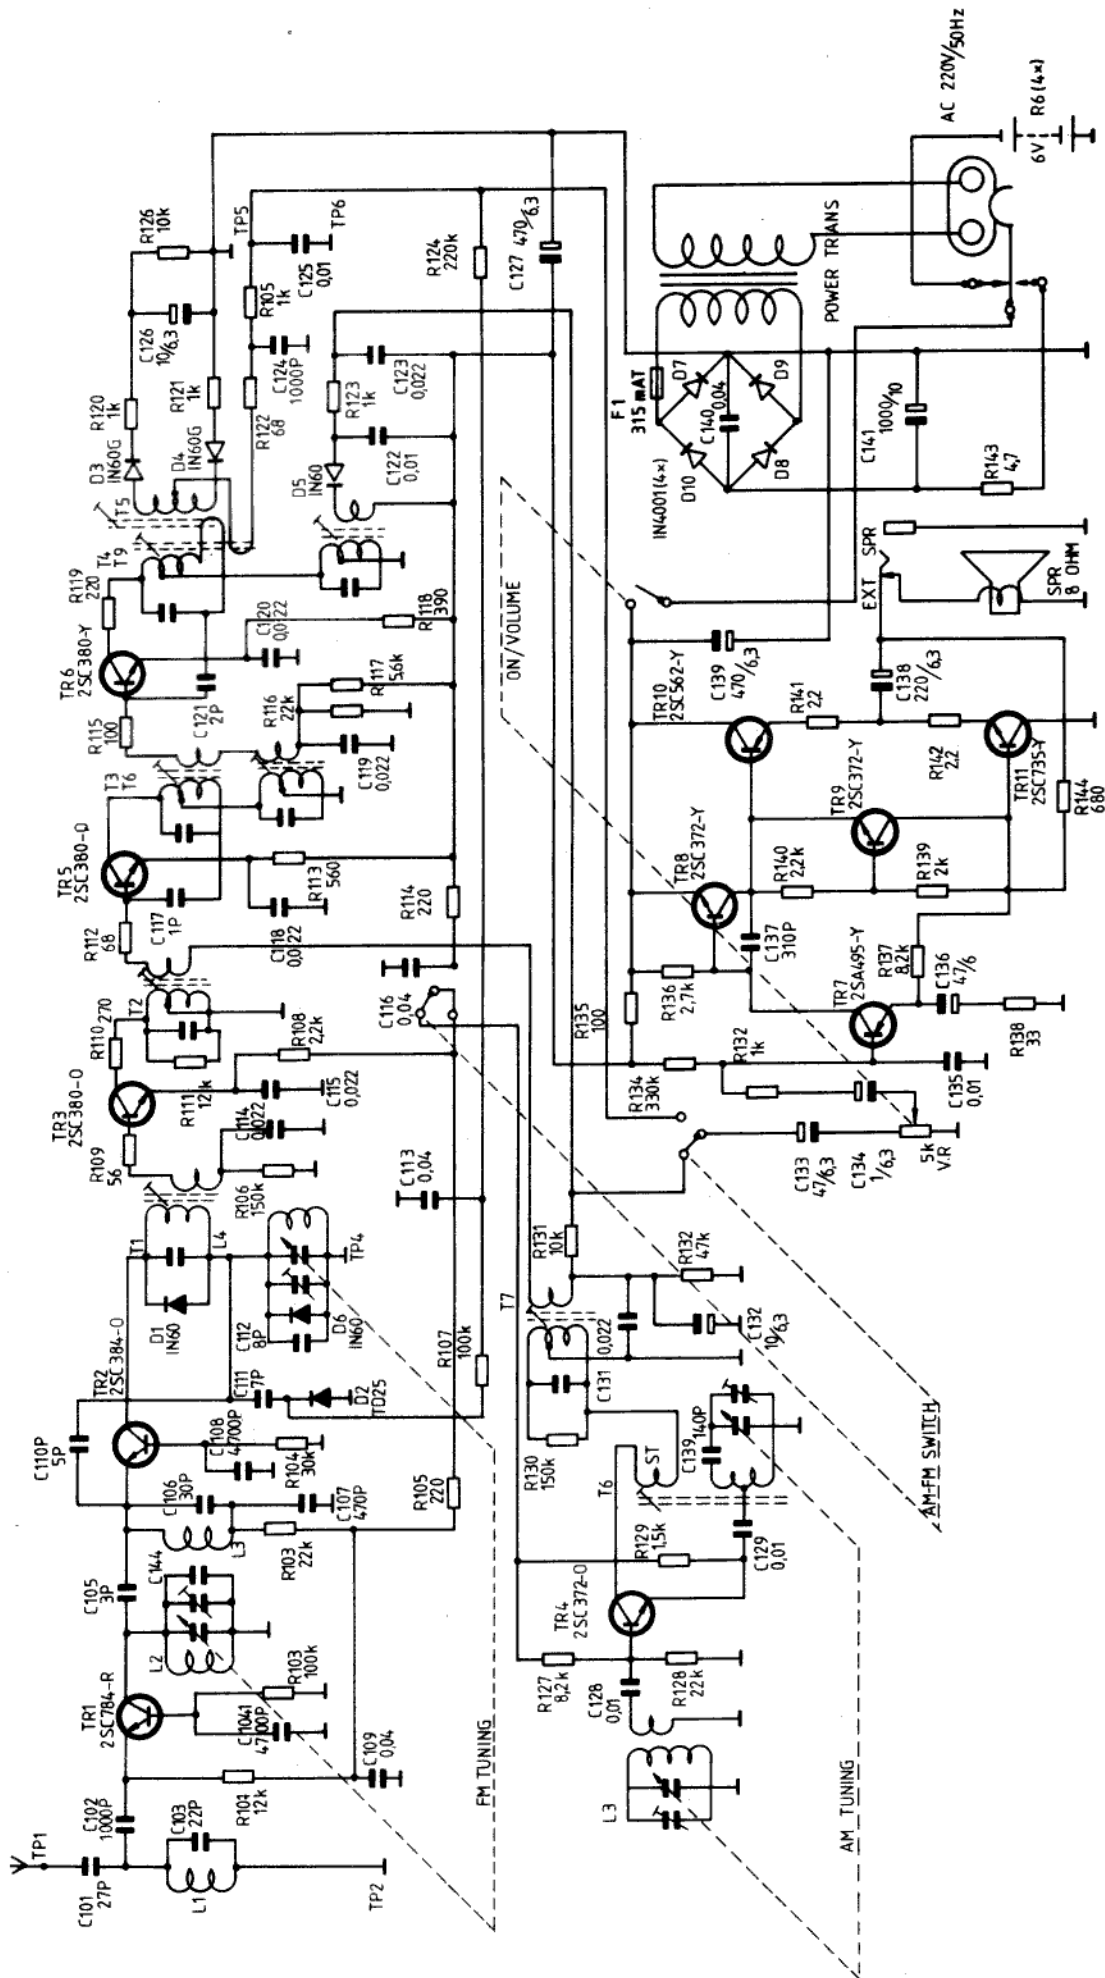 TP1
C101
27P
C102
1000P
C103
22P
L1
TP2
R101
12k
C109
0,04
TR1
2SC784-R
C1041
4700P
R103
100k
L2
C105
3P
C144
L3
R103
22k
C106
30P
C107
470P
C110P
5P
TR2
2SC384-O
C108
4700P
R104
30k
C111
7P
D2
TD25
R105
220
R107
100k
FM TUNING
D1
IN60
T1
L4
C112
8P
D6
IN60
TP4
R109
56
TR3
2SC380-O
R106
150k
C114
0,022
C115
0,022
R111
12k
R110
270
T2
R108
2,2k
C113
0,04
C116
0,04
R112
68
TR5
2SC380-O
C117
1P
C118
0,022
R113
560
R114
220
T3
T6
R115
100
TR6
2SC380-Y
C121
2P
R116
22k
C119
0,022
R117
5,6k
C120
0,022
R118
390
R119
220
T4
T9
T5
D3
IN60G
D4
IN60G
R120
1k
R121
1k
C126
10/6,3
R126
10k
R122
68
C124
1000P
R105
1k
C125
0,01
TP5
TP6
D5
IN60
R123
1k
C122
0,01
C123
0,022
R124
220k
C127
470/6,3
L3
AM TUNING
R127
8,2k
C128
0,01
R128
22k
TR4
2SC372-O
R129
1,5k
C129
0,01
T6
ST
C139
140P
R130
150k
C131
0,022
T7
R131
10k
C132
10/6,3
R132
47k
AM-FM SWITCH
C133
47/6,3
C134
1/6,3
5k
V.R
C135
0,01
R132
1k
R134
330k
R135
100
TR7
2SA495-Y
R136
2,7k
R137
8,2k
C136
47/6
R138
33
C137
310P
TR8
2SC372-Y
R140
2,2k
R139
2k
TR9
2SC372-Y
TR10
2SC562-Y
R141
2,2
R142
2,2
TR11
2SC735-Y
R144
680
C138
220/6,3
C139
470/6,3
ON/VOLUME
EXT
SPR
SPR
8 OHM
R143
4,7
C141
1000/10
IN4001(4x)
D10
D8
D7
D9
C140
0,04
F1
315mAT
POWER TRANS
AC 220V/50Hz
6V
R6(4x)